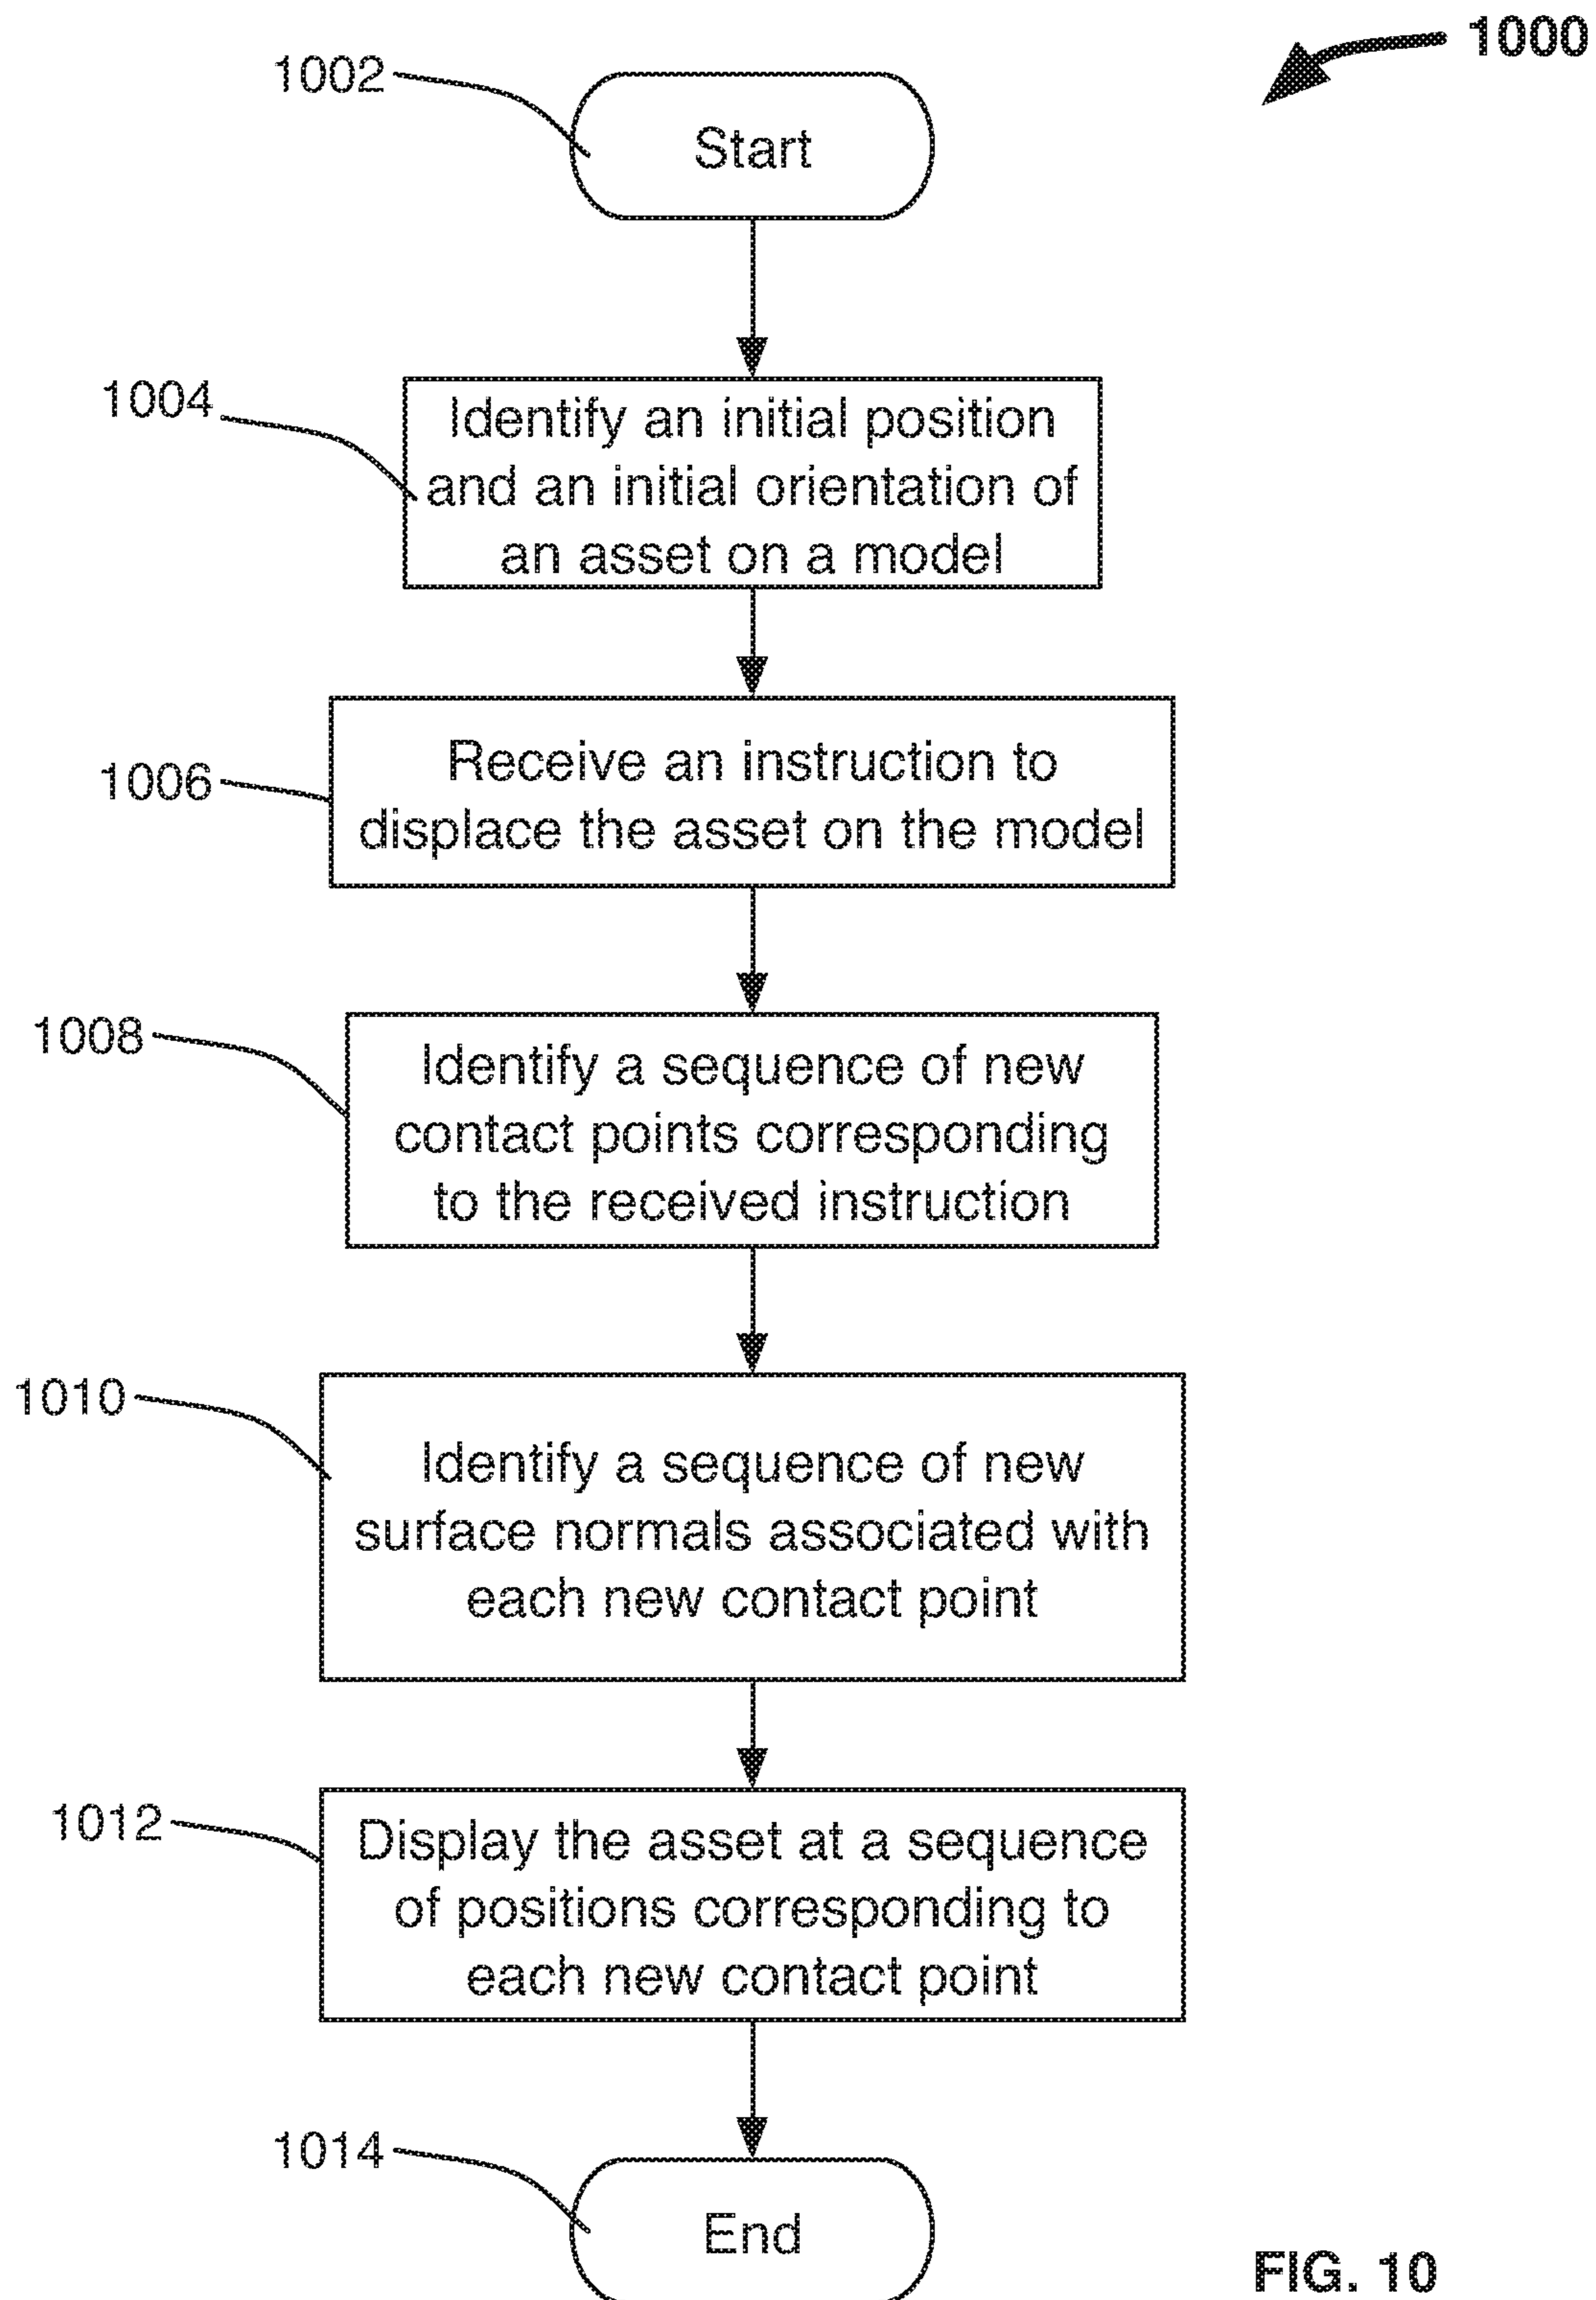 1000
1002
Start
1004
Identify an initial position
and an initial orientation of
an asset on a model
1006
Receive an instruction to
displace the asset on the model
1008
Identify a sequence of new
contact points corresponding
to the received instruction
1010
Identify a sequence of new
surface normals associated with
each new contact point
1012
Display the asset at a sequence
of positions corresponding to
each new contact point
1014
End
FIG. 10